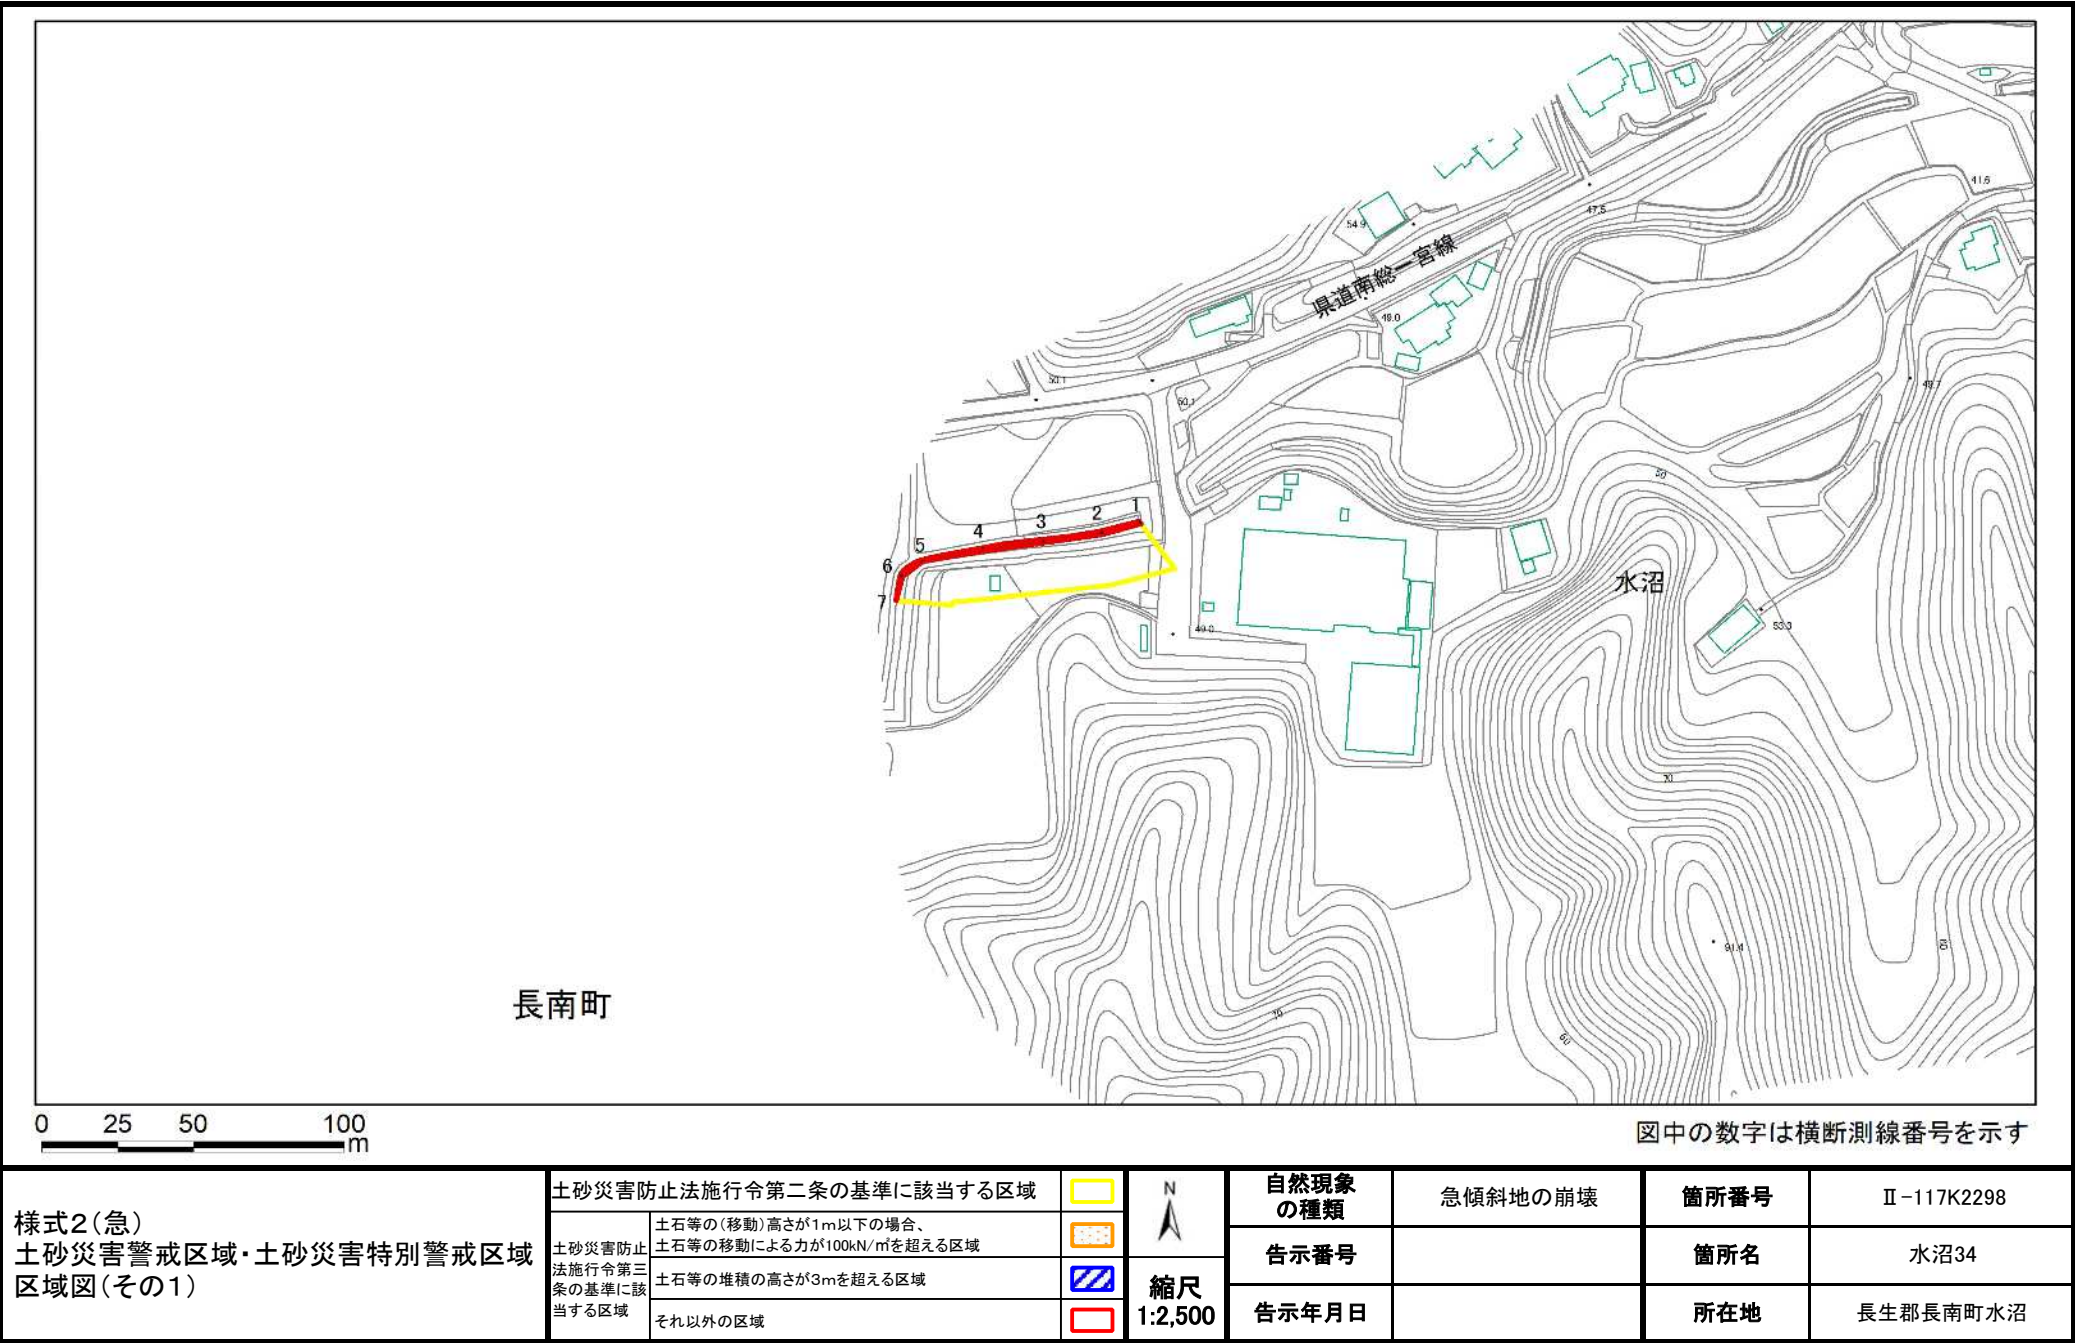 県道南総一宮線
54.9
47.5
41.6
49.0
50.1
50.1
49.7
50
1
2
3
4
5
6
7
水沼
49.0
53.3
70
91.4
60
70
60
長南町
0 25 50 100
m
図中の数字は横断測線番号を示す
様式2(急)
土砂災害警戒区域・土砂災害特別警戒区域
区域図(その1)
土砂災害防止法施行令第二条の基準に該当する区域
土砂災害防止
法施行令第三
条の基準に該
当する区域
土石等の(移動)高さが1m以下の場合、
土石等の移動による力が100kN/㎡を超える区域
土石等の堆積の高さが3mを超える区域
それ以外の区域
N
縮尺
1:2,500
自然現象
の種類
急傾斜地の崩壊
箇所番号
Ⅱ-117K2298
告示番号
箇所名
水沼34
告示年月日
所在地
長生郡長南町水沼